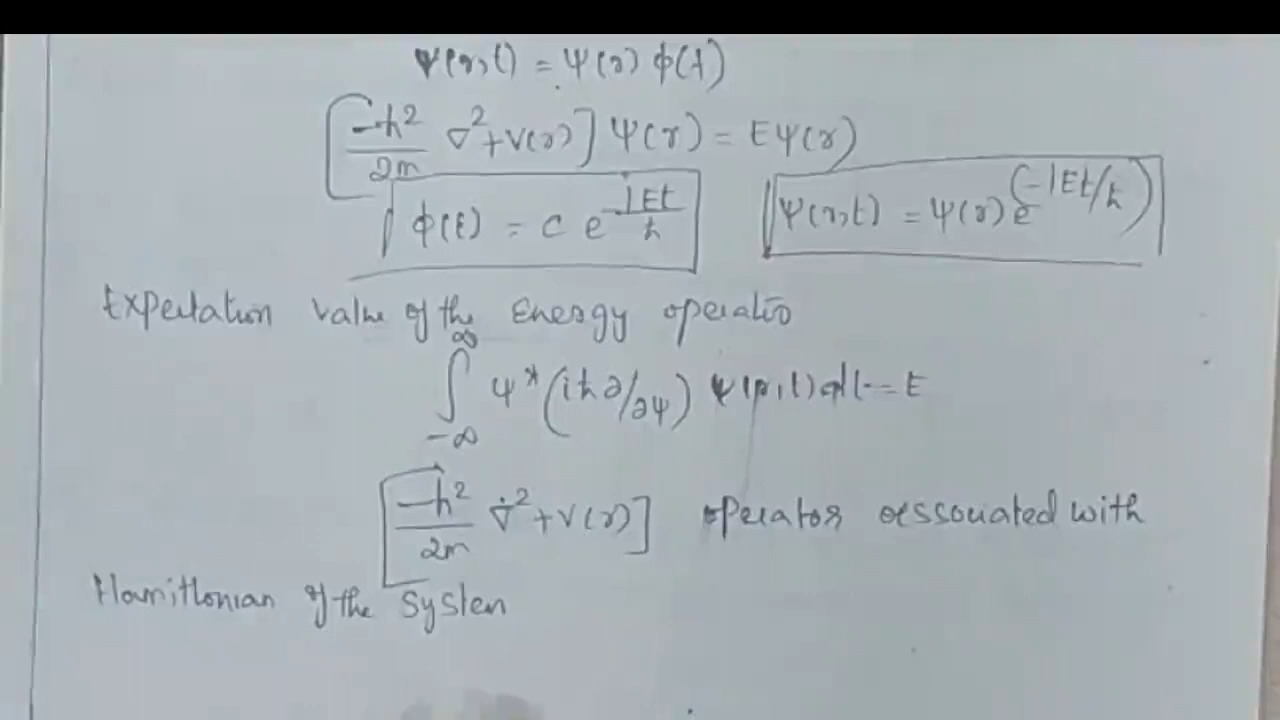 Ψ(r,t) = Ψ(r) ϕ(t)
[-ħ²/2m ∇²+V(r)] Ψ(r) = EΨ(r)
ϕ(t) = C e^(-iEt/ħ)
Ψ(r,t) = Ψ(r) e^(-iEt/ħ)
Expectation value of the Energy operator
∫_{-∞}^{∞} Ψ* (iħ∂/∂Ψ) Ψ(r,t) = E
[-ħ²/2m ∇²+V(r)] operator associated with
Hamiltonian of the System